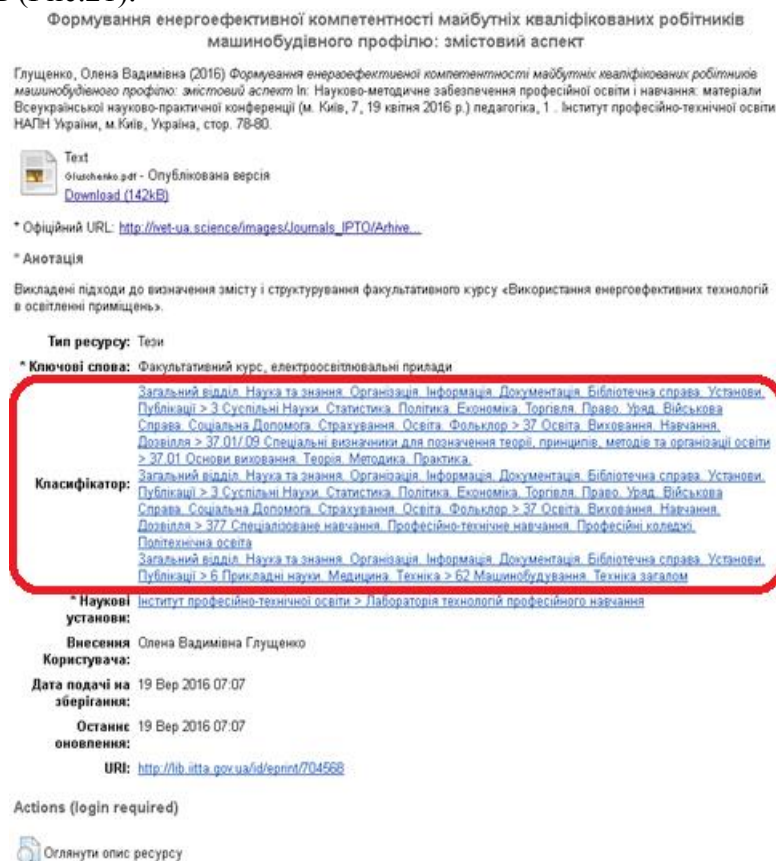 Формування енергоефективної компетентності майбутніх кваліфікованих робітників
машинобудівного профілю: змістовий аспект
Глущенко, Олена Вадимівна (2016) Формування енергоефективної компетентності майбутніх кваліфікованих робітників
машинобудівного профілю: змістовий аспект In: Науково-методичне забезпечення професійної освіти і навчання: матеріали
Всеукраїнської науково-практичної конференції (м. Київ, 7, 19 квітня 2016 р.) педагогіка, 1 . Інститут професійно-технічної освіти
НАПН України, м.Київ, Україна, стор. 78-80.
Text
Gluschenko.pdf - Опублікована версія
Download (142kB)
* Офіційний URL: http://ivet-ua.science/images/Journals_IPTO/Arhive...
* Анотація
Викладені підходи до визначення змісту і структурування факультативного курсу «Використання енергоефективних технологій
в освітленні приміщень».
Тип ресурсу: Тези
* Ключові слова: Факультативний курс, електроосвітлювальні прилади
Загальний відділ. Наука та знання. Організація. Інформація. Документація. Бібліотечна справа. Установи.
Публікації > 3 Суспільні Науки. Статистика. Політика. Економіка. Торгівля. Право. Уряд. Військова
Справа. Соціальна Допомога. Страхування. Освіта. Фольклор > 37 Освіта. Виховання. Навчання.
Дозвілля > 37.01/.09 Спеціальні визначники для позначення теорії, принципів, методів та організації освіти
> 37.01 Основи виховання. Теорія. Методика. Практика.
Класифікатор: Загальний відділ. Наука та знання. Організація. Інформація. Документація. Бібліотечна справа. Установи.
Публікації > 3 Суспільні Науки. Статистика. Політика. Економіка. Торгівля. Право. Уряд. Військова
Справа. Соціальна Допомога. Страхування. Освіта. Фольклор > 37 Освіта. Виховання. Навчання.
Дозвілля > 377 Спеціалізоване навчання. Професійно-технічне навчання. Професійні коледжі.
Політехнічна освіта
Загальний відділ. Наука та знання. Організація. Інформація. Документація. Бібліотечна справа. Установи.
Публікації > 6 Прикладні науки. Медицина. Техніка > 62 Машинобудування. Техніка загалом
* Наукові установи: Інститут професійно-технічної освіти > Лабораторія технологій професійного навчання
Внесення Користувача: Олена Вадимівна Глущенко
Дата подачі на зберігання: 19 Вер 2016 07:07
Останнє оновлення: 19 Вер 2016 07:07
URI: http://lib.iitta.gov.ua/id/eprint/704568
Actions (login required)
Оглянути опис ресурсу